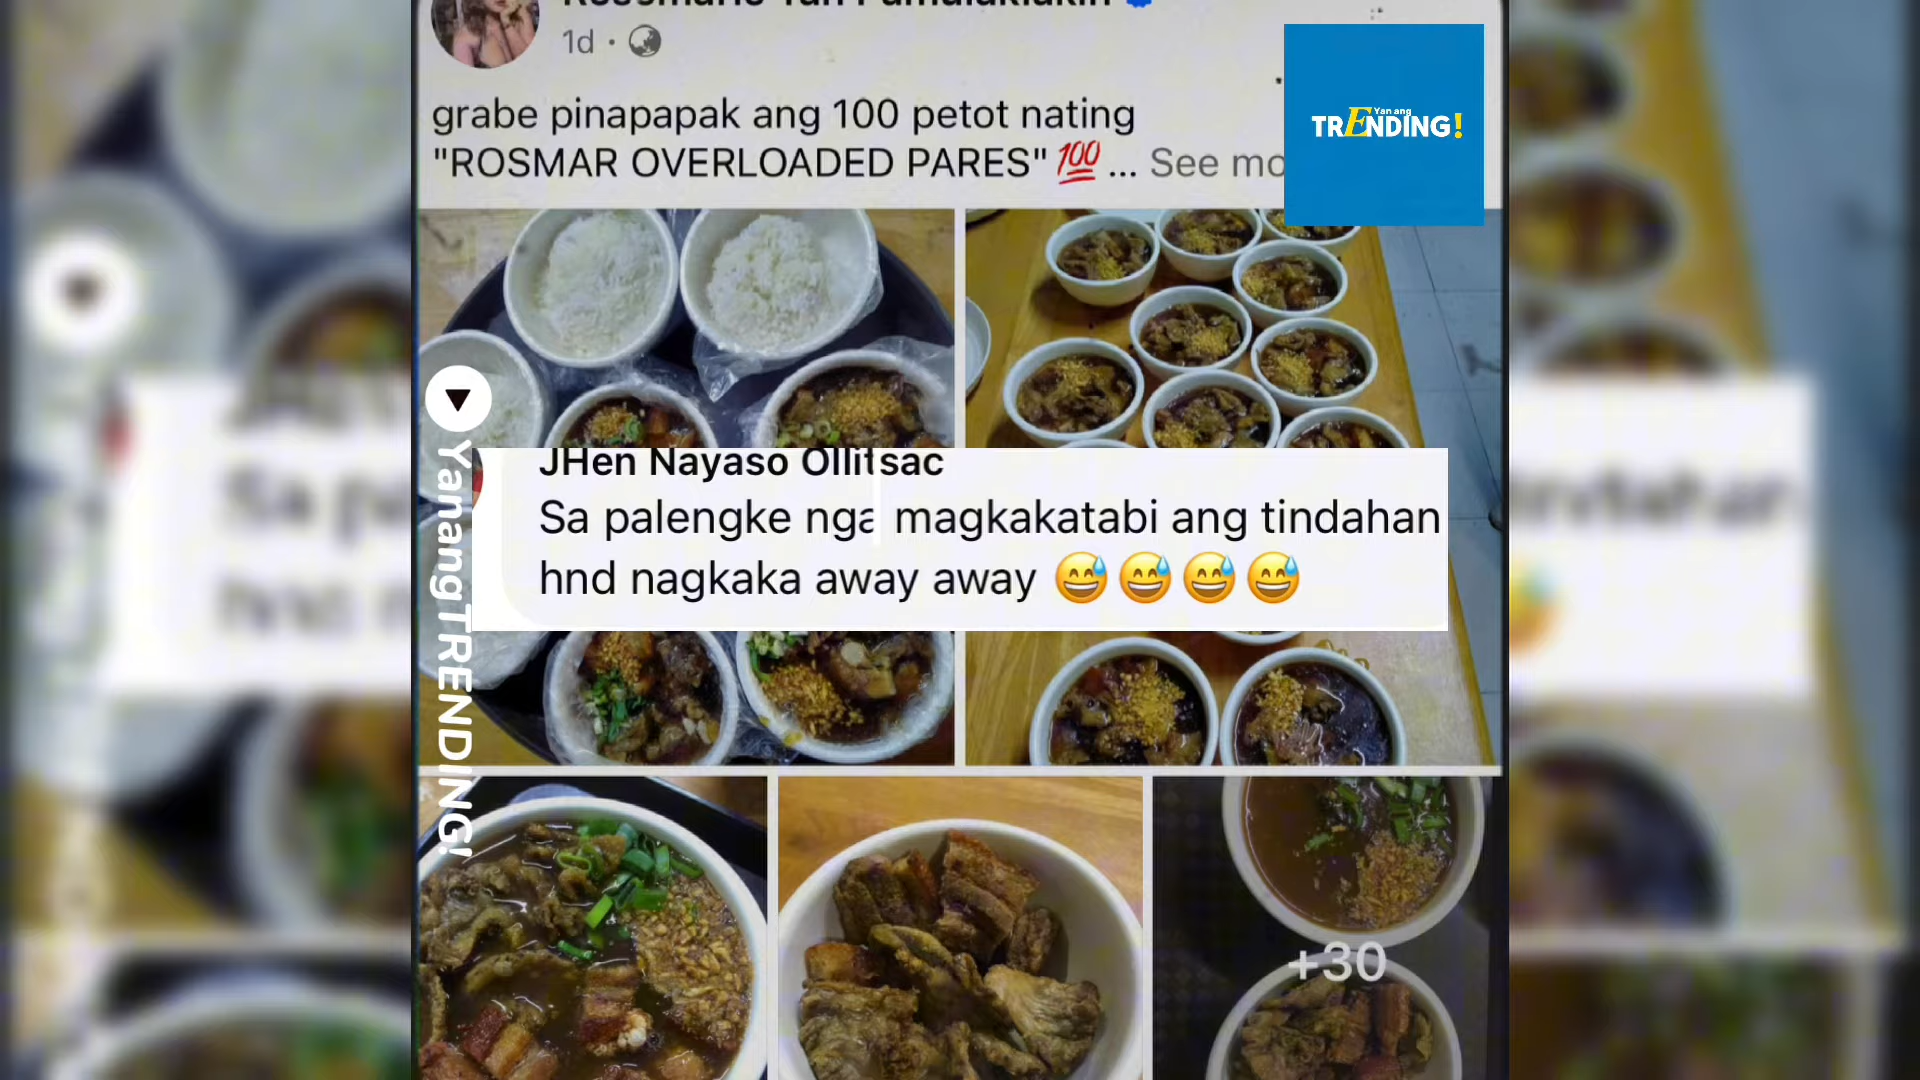 1d
grabe pinapapak ang 100 petot nating
"ROSMAR OVERLOADED PARES" 💯... See mo
Yan ang
TRENDING!
JHen Nayaso Ollitsac
Sa palengke nga magkakatabi ang tindahan
hnd nagkaka away away 😅😅😅😅
YanangTRENDING!
+30